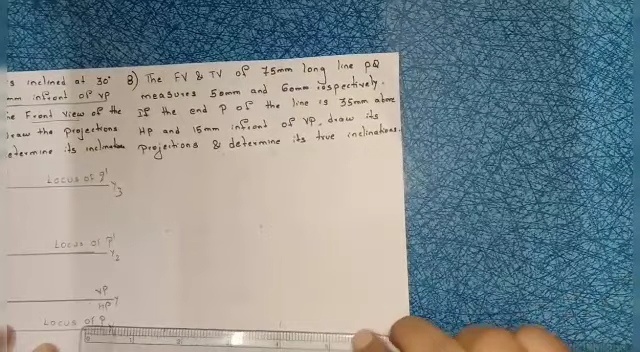 s inclined at 30°
mm infront of VP
he Front View of the
raw the projections
etermine its inclination
8) The FV & TV of 75mm long line PQ
measures 50mm and 60mm respectively.
If the end P of the line is 35mm above
HP and 15mm infront of VP. draw its
projections & determine its true inclinations.
Locus of q'
Y3
Locus of p'
Y2
VP
HP Y
Locus of P